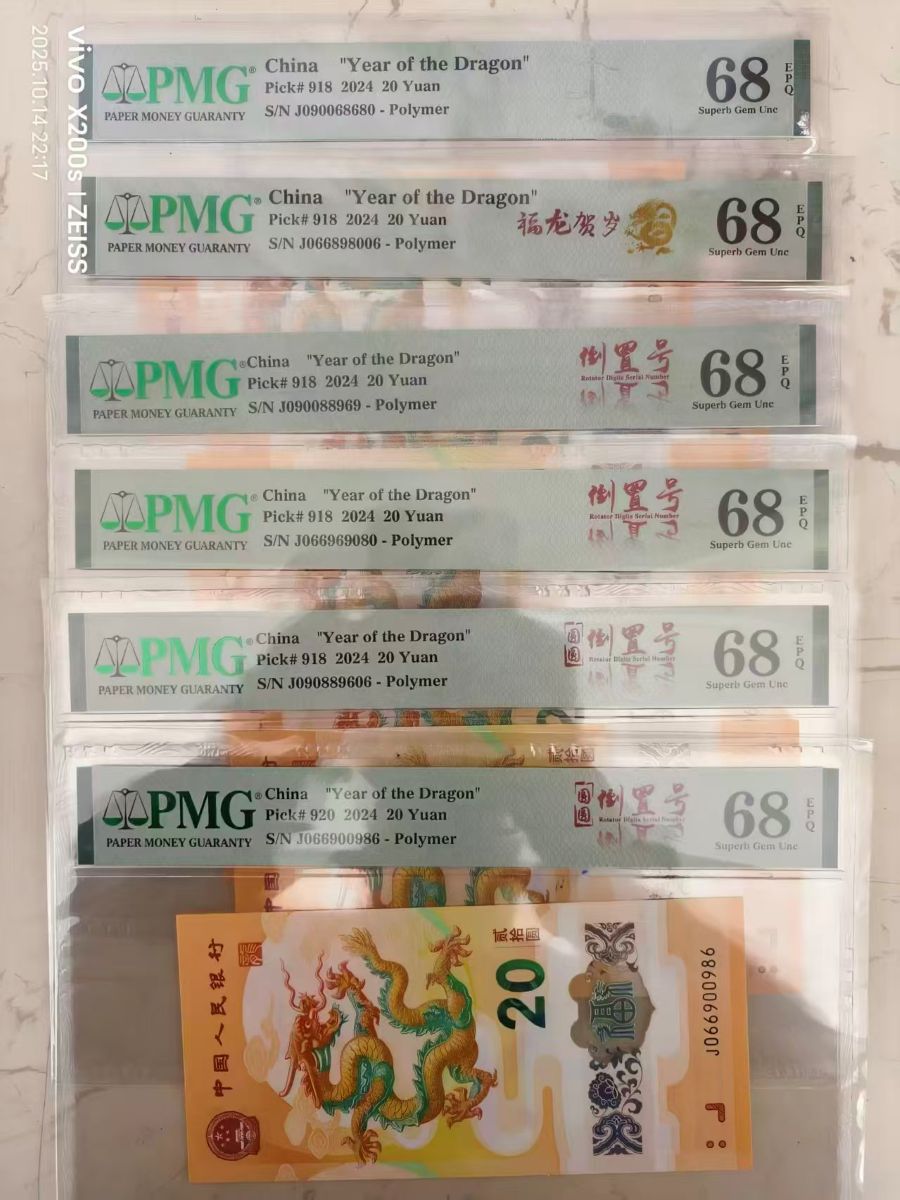 vivo X200s | ZEISS
2025.10.14 22:17
PMG®
PAPER MONEY GUARANTY
China "Year of the Dragon"
Pick# 918 2024 20 Yuan
S/N J090068680 - Polymer
68
EPQ
Superb Gem Unc
PMG®
PAPER MONEY GUARANTY
China "Year of the Dragon"
Pick# 918 2024 20 Yuan
S/N J066898006 - Polymer
福龙贺岁
68
EPQ
Superb Gem Unc
PMG®
PAPER MONEY GUARANTY
China "Year of the Dragon"
Pick# 918 2024 20 Yuan
S/N J090088969 - Polymer
倒置号
Rotator Digits Serial Number
68
EPQ
Superb Gem Unc
PMG®
PAPER MONEY GUARANTY
China "Year of the Dragon"
Pick# 918 2024 20 Yuan
S/N J066969080 - Polymer
倒置号
Rotator Digits Serial Number
68
EPQ
Superb Gem Unc
PMG®
PAPER MONEY GUARANTY
China "Year of the Dragon"
Pick# 918 2024 20 Yuan
S/N J090889606 - Polymer
圆圆
倒置号
Rotator Digits Serial Number
68
EPQ
Superb Gem Unc
PMG®
PAPER MONEY GUARANTY
China "Year of the Dragon"
Pick# 920 2024 20 Yuan
S/N J066900986 - Polymer
圆圆
倒置号
Rotator Digits Serial Number
68
EPQ
Superb Gem Unc
中国人民银行
贰拾圆
20
福
J066900986